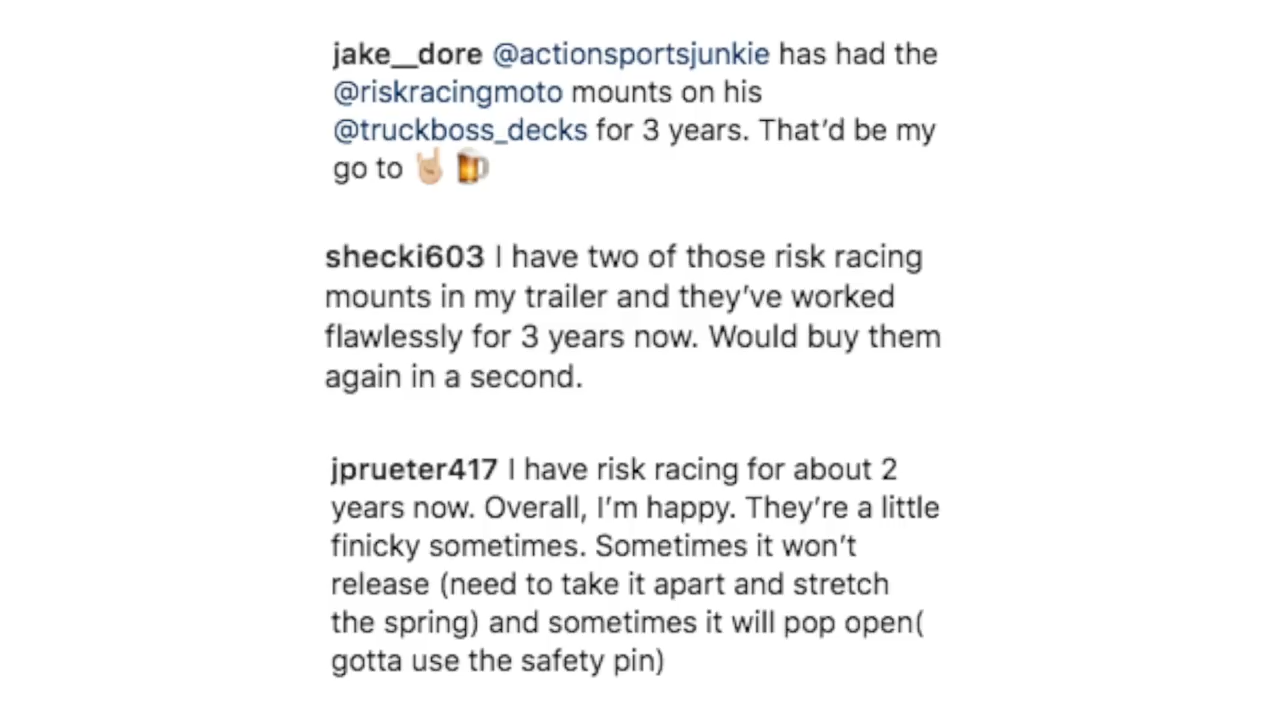 jake__dore @actionsportsjunkie has had the
@riskracingmoto mounts on his
@truckboss_decks for 3 years. That’d be my
go to 🤘🏼 🍺
shecki603 I have two of those risk racing
mounts in my trailer and they’ve worked
flawlessly for 3 years now. Would buy them
again in a second.
jprueter417 I have risk racing for about 2
years now. Overall, I’m happy. They’re a little
finicky sometimes. Sometimes it won’t
release (need to take it apart and stretch
the spring) and sometimes it will pop open(
gotta use the safety pin)